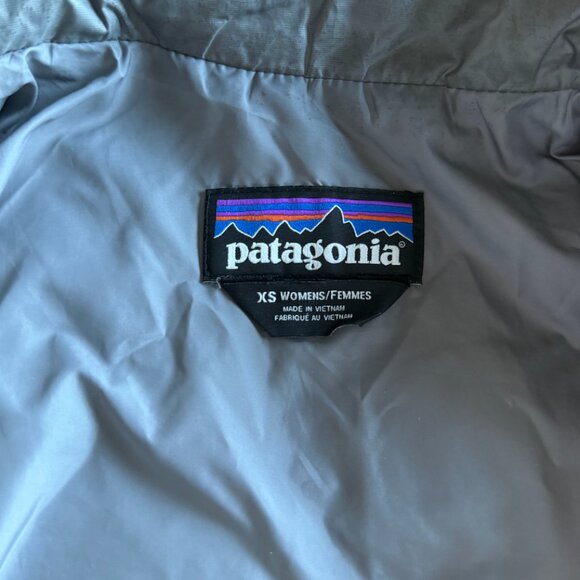 patagonia®
XS WOMENS/FEMMES
MADE IN VIETNAM
FABRIQUÉ AU VIETNAM